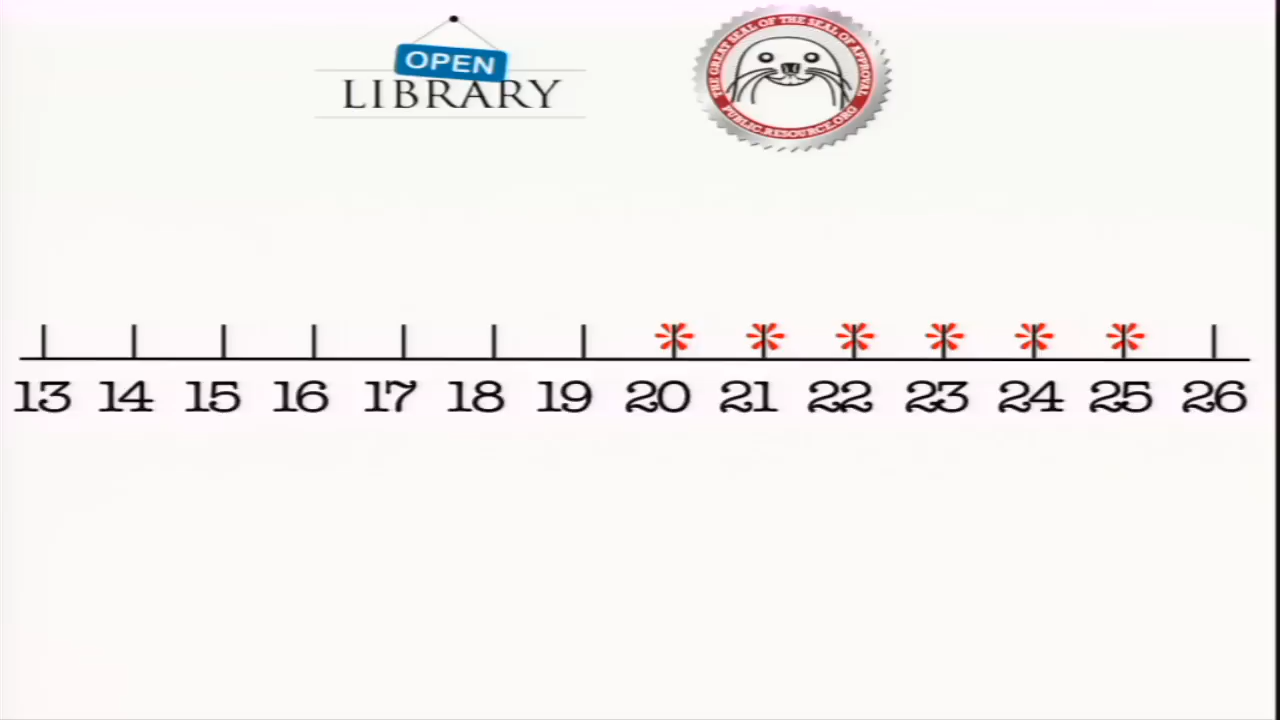 OPEN
LIBRARY
THE GREAT SEAL OF THE SEAL OF APPROVAL
PUBLIC.RESOURCE.ORG
13 14 15 16 17 18 19 20 21 22 23 24 25 26